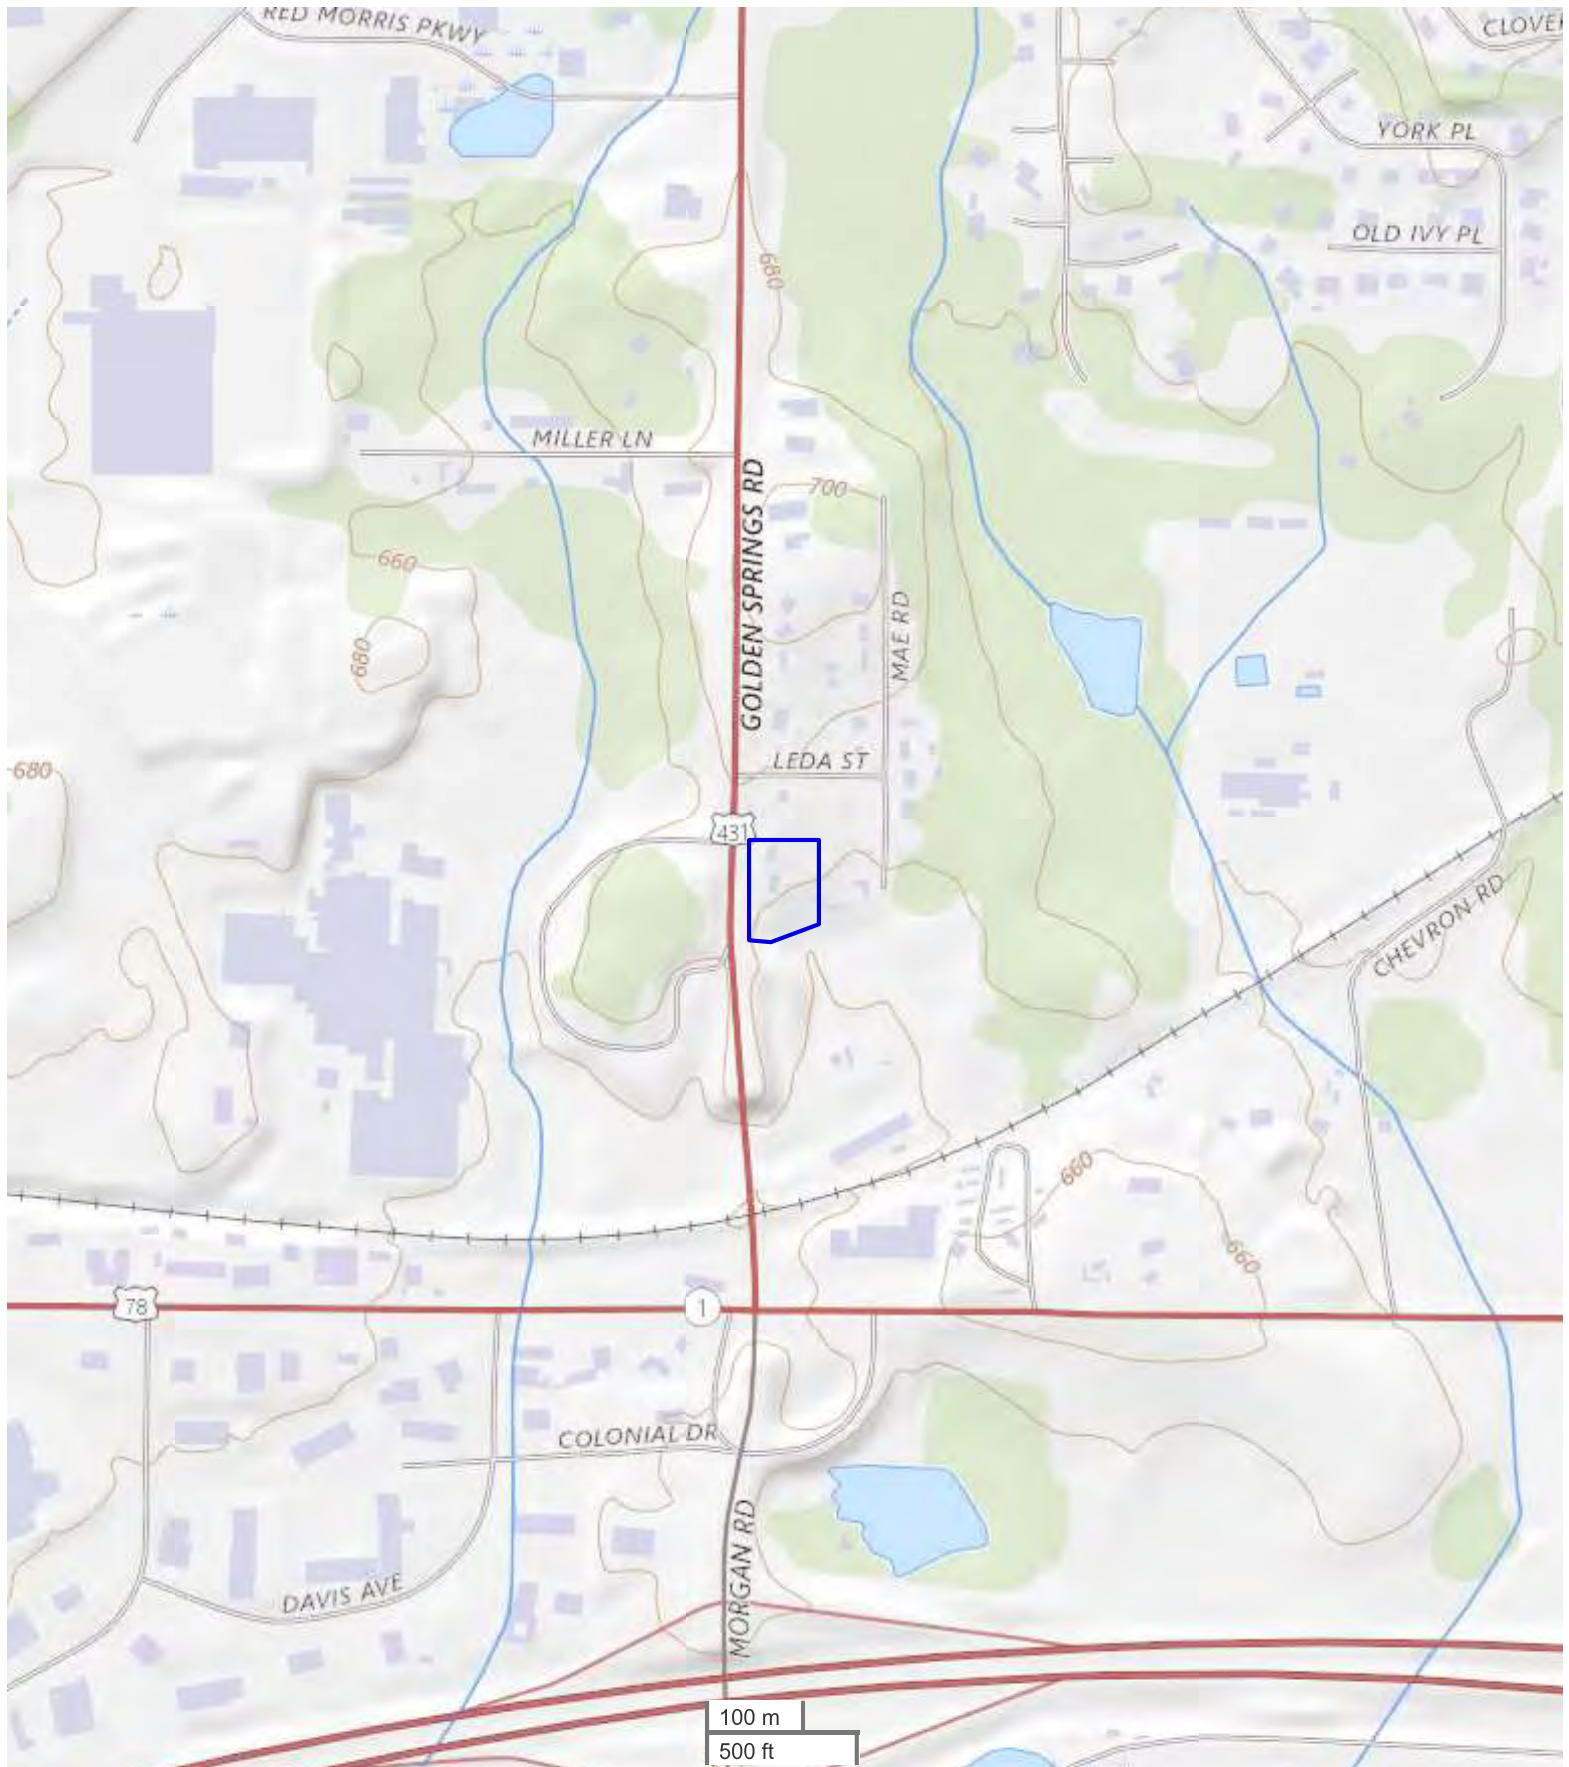 RED MORRIS PKWY
CLOVE
YORK PL
OLD IVY PL
680
MILLER LN
GOLDEN SPRINGS RD
700
660
MAE RD
680
680
LEDA ST
431
CHEVRON RD
660
660
78
1
COLONIAL DR
MORGAN RD
DAVIS AVE
100 m
500 ft